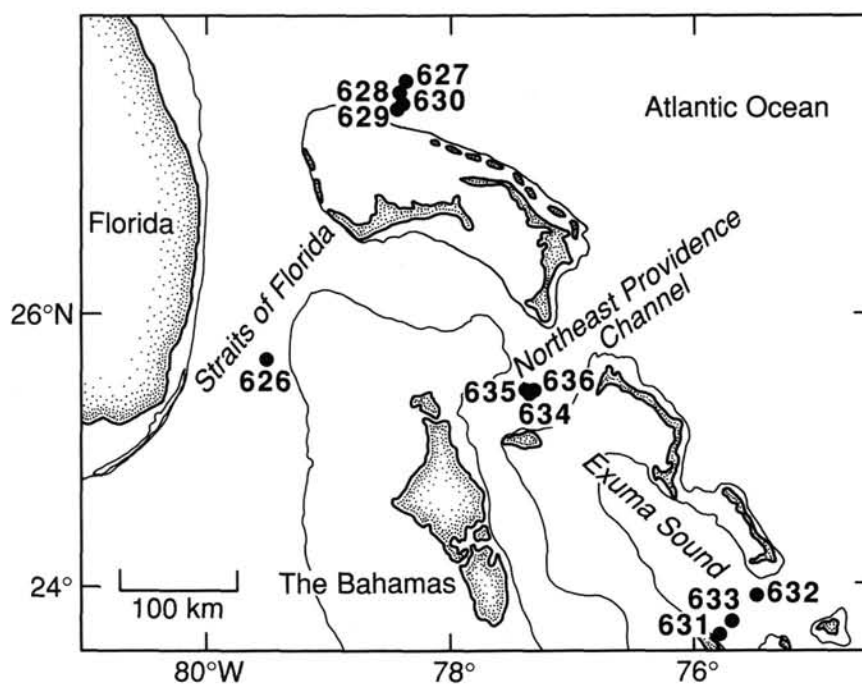 627
628
630
629
Atlantic Ocean
Florida
Straits of Florida
Northeast Providence
Channel
26°N
626
635
636
634
Exuma Sound
24°
100 km
The Bahamas
632
633
631
80°W
78°
76°